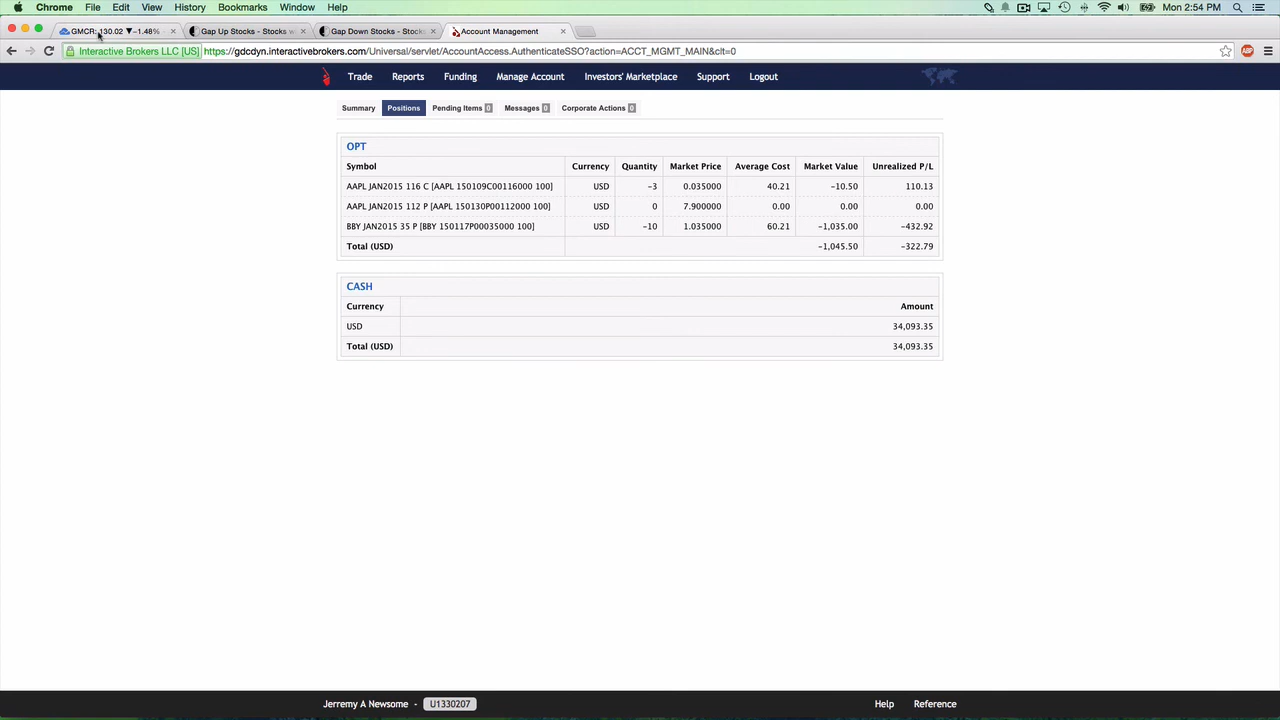 Chrome File Edit View History Bookmarks Window Help Mon 2:54 PM
GMCR: 130.02 ▼-1.48% Gap Up Stocks - Stocks w Gap Down Stocks - Stocks Account Management
Interactive Brokers LLC [US] https://gdcdyn.interactivebrokers.com/Universal/servlet/AccountAccess.AuthenticateSSO?action=ACCT_MGMT_MAIN&clt=0 ABP
Trade Reports Funding Manage Account Investors' Marketplace Support Logout
Summary Positions Pending Items 0 Messages 0 Corporate Actions 0
OPT
Symbol Currency Quantity Market Price Average Cost Market Value Unrealized P/L
AAPL JAN2015 116 C [AAPL 150109C00116000 100] USD -3 0.035000 40.21 -10.50 110.13
AAPL JAN2015 112 P [AAPL 150130P00112000 100] USD 0 7.900000 0.00 0.00 0.00
BBY JAN2015 35 P [BBY 150117P00035000 100] USD -10 1.035000 60.21 -1,035.00 -432.92
Total (USD) -1,045.50 -322.79
CASH
Currency Amount
USD 34,093.35
Total (USD) 34,093.35
Jerremy A Newsome - U1330207 Help Reference